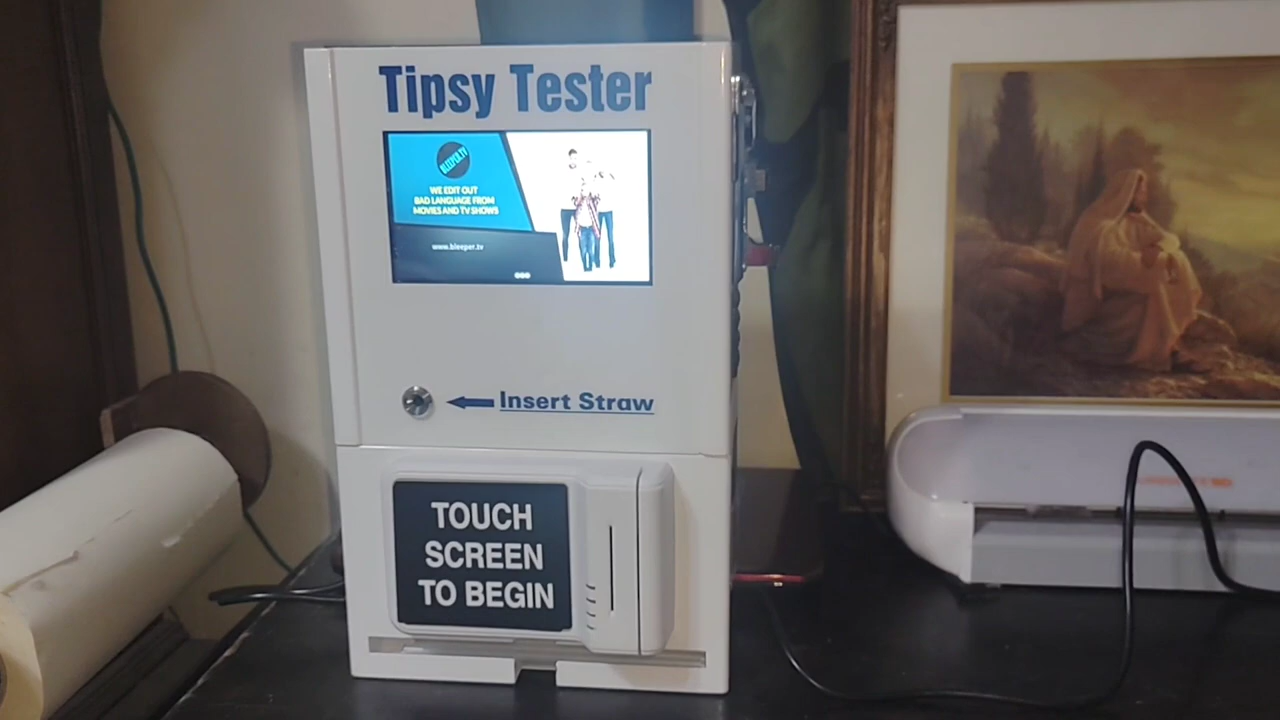 Tipsy Tester
BLEEPER.TV
WE EDIT OUT
BAD LANGUAGE FROM
MOVIES AND TV SHOWS
www.bleeper.tv
Insert Straw
TOUCH
SCREEN
TO BEGIN